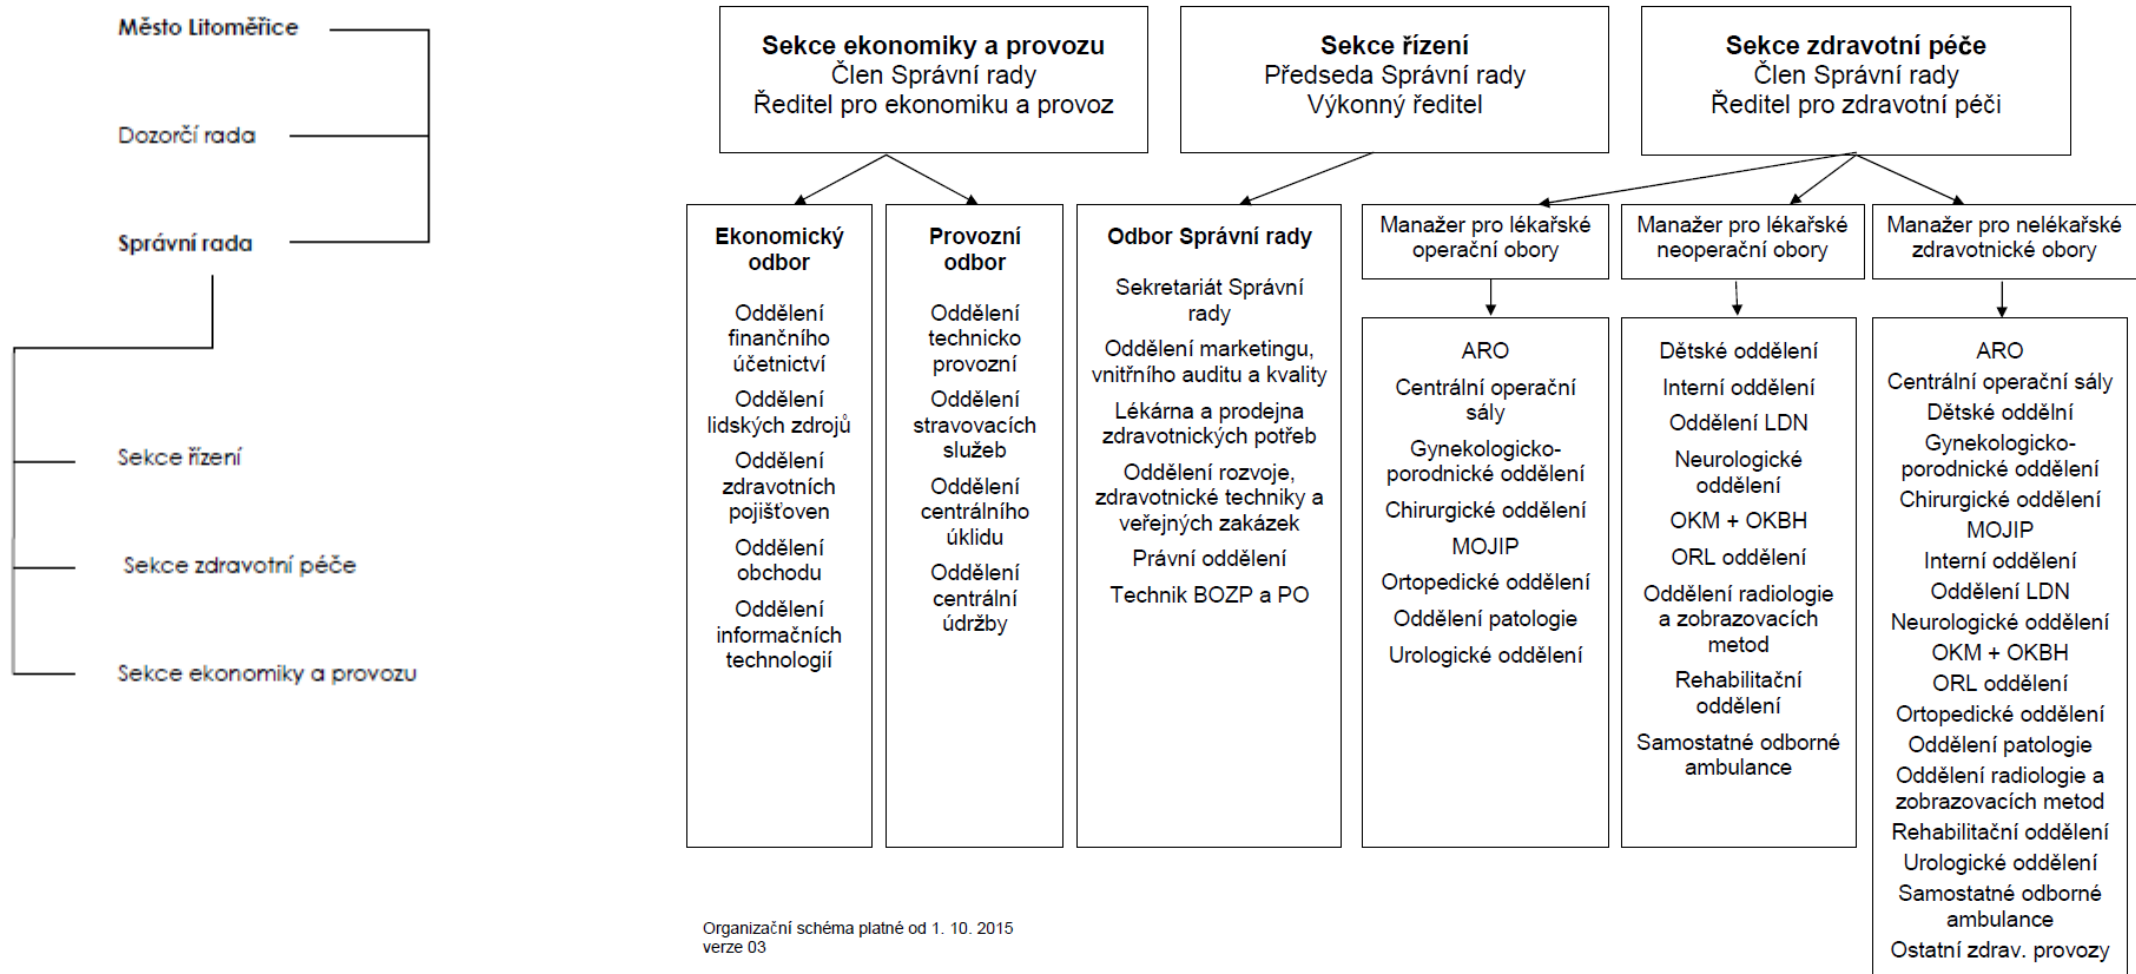 Město Litoměřice
Dozorčí rada
Správní rada
Sekce řízení
Sekce zdravotní péče
Sekce ekonomiky a provozu
Sekce ekonomiky a provozu
Člen Správní rady
Ředitel pro ekonomiku a provoz
Sekce řízení
Předseda Správní rady
Výkonný ředitel
Sekce zdravotní péče
Člen Správní rady
Ředitel pro zdravotní péči
Ekonomický
odbor
Oddělení
finančního
účetnictví
Oddělení
lidských zdrojů
Oddělení
zdravotních
pojišťoven
Oddělení
obchodu
Oddělení
informačních
technologií
Provozní
odbor
Oddělení
technicko
provozní
Oddělení
stravovacích
služeb
Oddělení
centrálního
úklidu
Oddělení
centrální
údržby
Odbor Správní rady
Sekretariát Správní
rady
Oddělení marketingu,
vnitřního auditu a kvality
Lékárna a prodejna
zdravotnických potřeb
Oddělení rozvoje,
zdravotnické techniky a
veřejných zakázek
Právní oddělení
Technik BOZP a PO
Manažer pro lékařské
operační obory
ARO
Centrální operační
sály
Gynekologicko-
porodnické oddělení
Chirurgické oddělení
MOJIP
Ortopedické oddělení
Oddělení patologie
Urologické oddělení
Manažer pro lékařské
neoperační obory
Dětské oddělení
Interní oddělení
Oddělení LDN
Neurologické
oddělení
OKM + OKBH
ORL oddělení
Oddělení radiologie
a zobrazovacích
metod
Rehabilitační
oddělení
Samostatné odborné
ambulance
Manažer pro nelékařské
zdravotnické obory
ARO
Centrální operační sály
Dětské oddělní
Gynekologicko-
porodnické oddělení
Chirurgické oddělení
MOJIP
Interní oddělení
Oddělení LDN
Neurologické oddělení
OKM + OKBH
ORL oddělení
Ortopedické oddělení
Oddělení patologie
Oddělení radiologie a
zobrazovacích metod
Rehabilitační oddělení
Urologické oddělení
Samostatné odborné
ambulance
Ostatní zdrav. provozy
Organizační schéma platné od 1. 10. 2015
verze 03